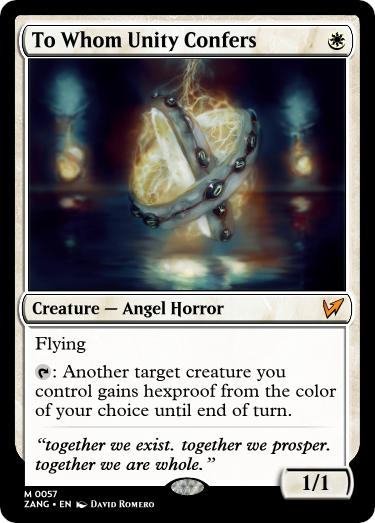 To Whom Unity Confers
Creature — Angel Horror
Flying
: Another target creature you
control gains hexproof from the color
of your choice until end of turn.
“together we exist. together we prosper.
together we are whole.”
1/1
M 0057
ZANG • EN David Romero